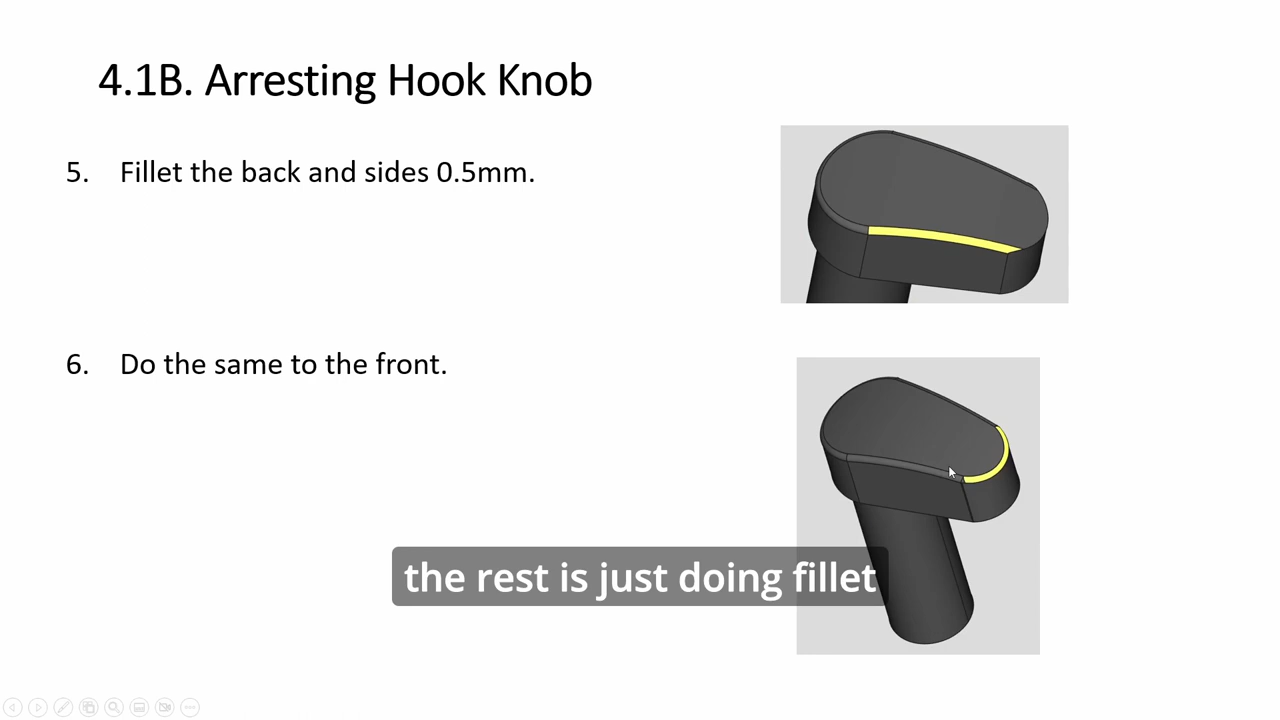 4.1B. Arresting Hook Knob
5. Fillet the back and sides 0.5mm.
6. Do the same to the front.
the rest is just doing fillet